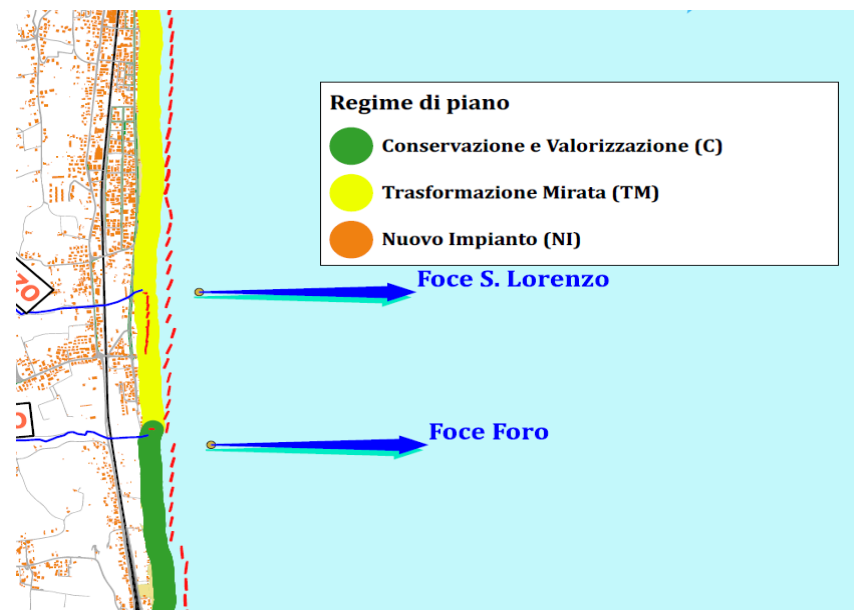 Regime di piano
Conservazione e Valorizzazione (C)
Trasformazione Mirata (TM)
Nuovo Impianto (NI)
Foce S. Lorenzo
Foce Foro